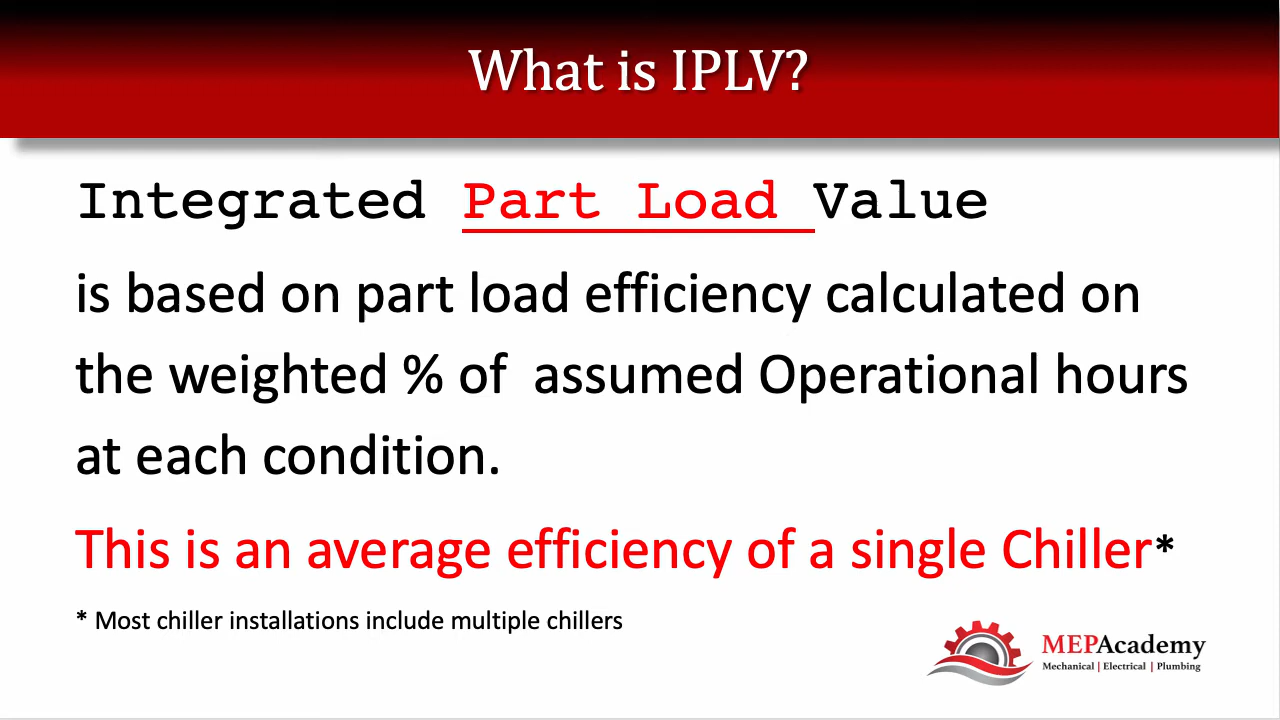 What is IPLV?
Integrated Part Load Value
is based on part load efficiency calculated on
the weighted % of assumed Operational hours
at each condition.
This is an average efficiency of a single Chiller*
* Most chiller installations include multiple chillers
MEPAcademy
Mechanical | Electrical | Plumbing